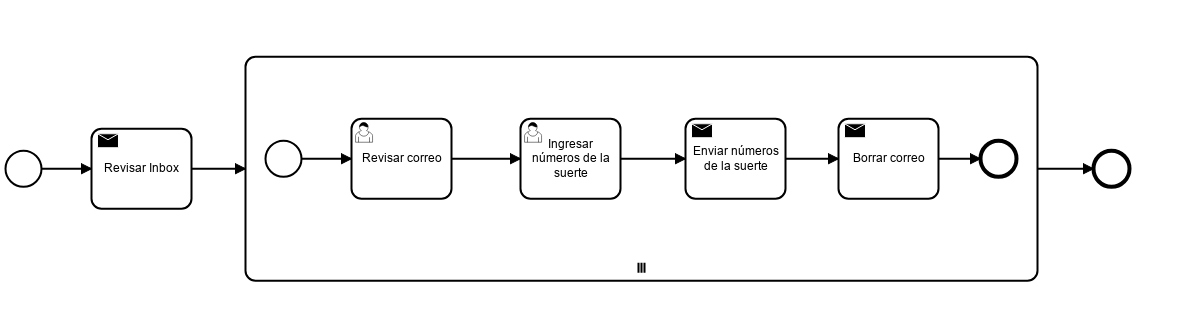 Revisar Inbox
Revisar correo
Ingresar
números de la
suerte
Enviar números
de la suerte
Borrar correo